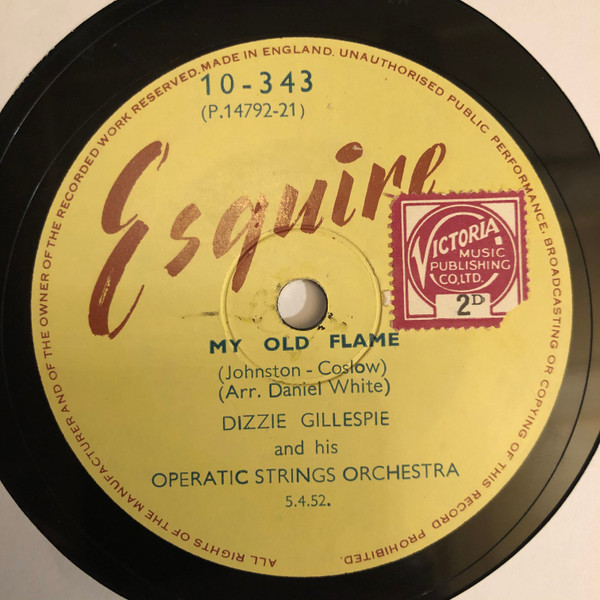 ALL RIGHTS OF THE MANUFACTURER AND OF THE OWNER OF THE RECORDED WORK RESERVED. MADE IN ENGLAND. UNAUTHORISED PUBLIC PERFORMANCE, BROADCASTING OR COPYING OF THIS RECORD PROHIBITED.
10-343
(P.14792-21)
Esquire
VICTORIA
MUSIC
PUBLISHING
CO, LTD.
2D
MY OLD FLAME
(Johnston - Coslow)
(Arr. Daniel White)
DIZZIE GILLESPIE
and his
OPERATIC STRINGS ORCHESTRA
5.4.52.